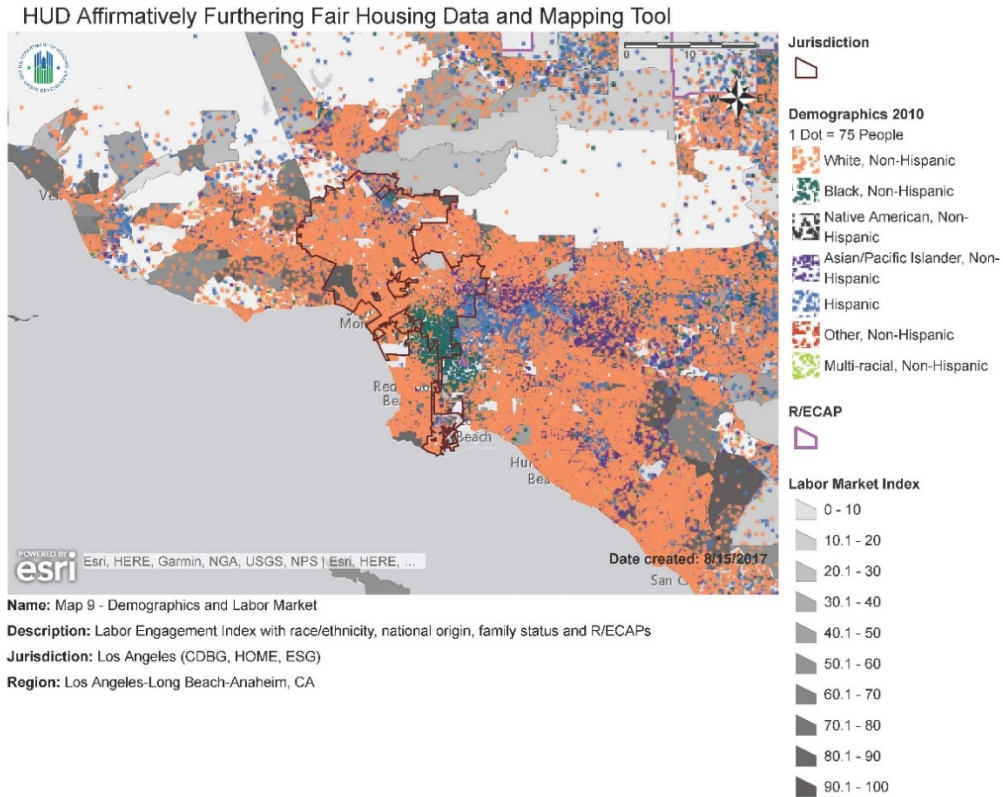 HUD Affirmatively Furthering Fair Housing Data and Mapping Tool
0 10
Jurisdiction
Demographics 2010
1 Dot = 75 People
White, Non-Hispanic
Black, Non-Hispanic
Native American, Non-
Hispanic
Asian/Pacific Islander, Non-
Hispanic
Hispanic
Other, Non-Hispanic
Multi-racial, Non-Hispanic
R/ECAP
Labor Market Index
0 - 10
10.1 - 20
20.1 - 30
30.1 - 40
40.1 - 50
50.1 - 60
60.1 - 70
70.1 - 80
80.1 - 90
90.1 - 100
Beach
POWERED BY
esri
Esri, HERE, Garmin, NGA, USGS, NPS | Esri, HERE, ...
Date created: 8/15/2017
Name: Map 9 - Demographics and Labor Market
Description: Labor Engagement Index with race/ethnicity, national origin, family status and R/ECAPs
Jurisdiction: Los Angeles (CDBG, HOME, ESG)
Region: Los Angeles-Long Beach-Anaheim, CA